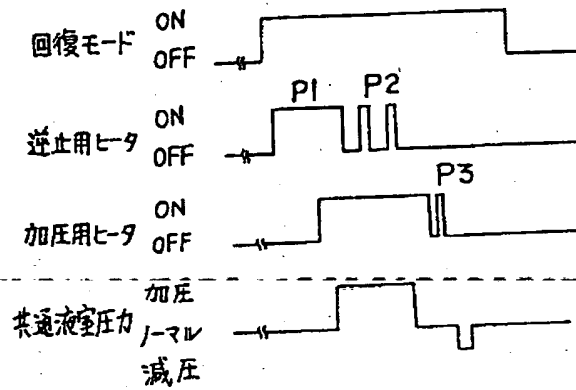 回復モード
ON
OFF
P1
P2
逆止用ヒータ
ON
OFF
P3
加圧用ヒータ
ON
OFF
共通液室圧力
加圧
ノーマル
減圧